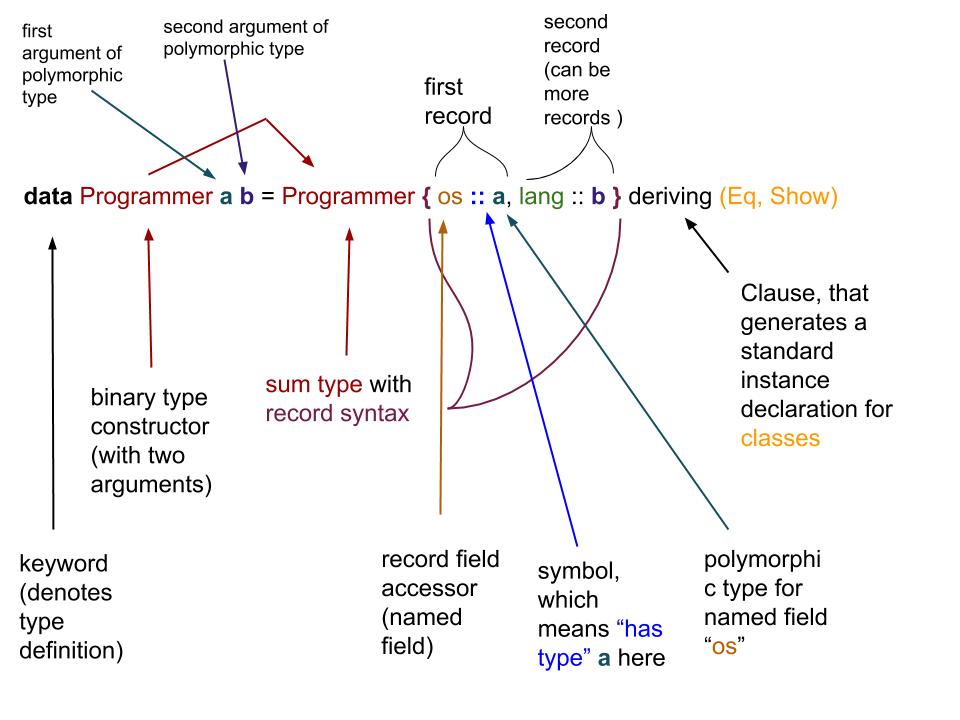 first
argument of
polymorphic
type
second argument of
polymorphic type
first
record
second
record
(can be
more
records )
data Programmer a b = Programmer { os :: a, lang :: b } deriving (Eq, Show)
binary type
constructor
(with two
arguments)
sum type with
record syntax
Clause, that
generates a
standard
instance
declaration for
classes
keyword
(denotes
type
definition)
record field
accessor
(named
field)
symbol,
which
means “has
type” a here
polymorphi
c type for
named field
“os”